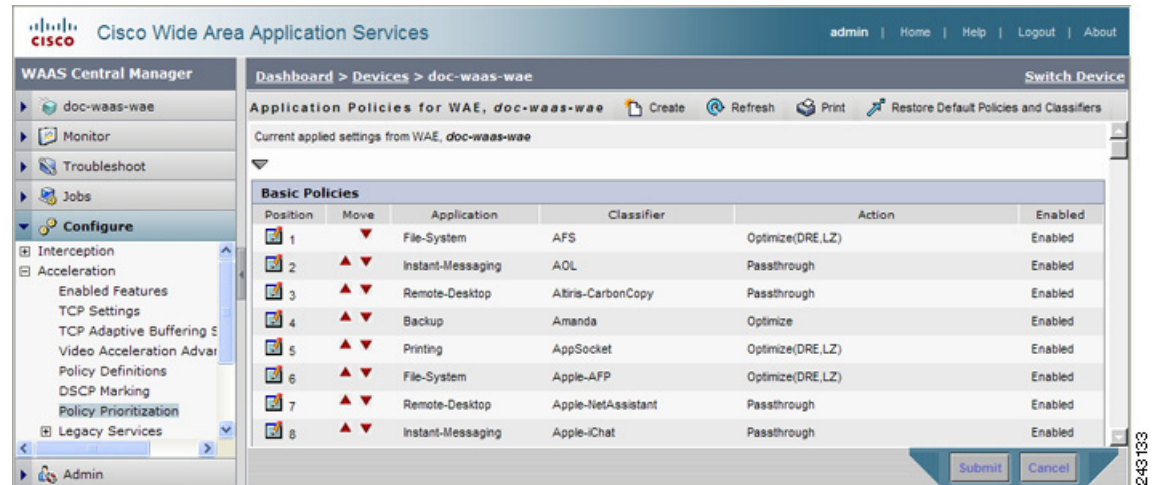 CISCO Cisco Wide Area Application Services admin | Home | Help | Logout | About
WAAS Central Manager
doc-waas-wae
Monitor
Troubleshoot
Jobs
Configure
Interception
Acceleration
Enabled Features
TCP Settings
TCP Adaptive Buffering S
Video Acceleration Advar
Policy Definitions
DSCP Marking
Policy Prioritization
Legacy Services
Admin
Dashboard > Devices > doc-waas-wae Switch Device
Application Policies for WAE, doc-waas-wae Create Refresh Print Restore Default Policies and Classifiers
Current applied settings from WAE, doc-waas-wae
Basic Policies
Position Move Application Classifier Action Enabled
1 File-System AFS Optimize(DRE,LZ) Enabled
2 Instant-Messaging AOL Passthrough Enabled
3 Remote-Desktop Altiris-CarbonCopy Passthrough Enabled
4 Backup Amanda Optimize Enabled
5 Printing AppSocket Optimize(DRE,LZ) Enabled
6 File-System Apple-AFP Optimize(DRE,LZ) Enabled
7 Remote-Desktop Apple-NetAssistant Passthrough Enabled
8 Instant-Messaging Apple-iChat Passthrough Enabled
Submit Cancel
243133